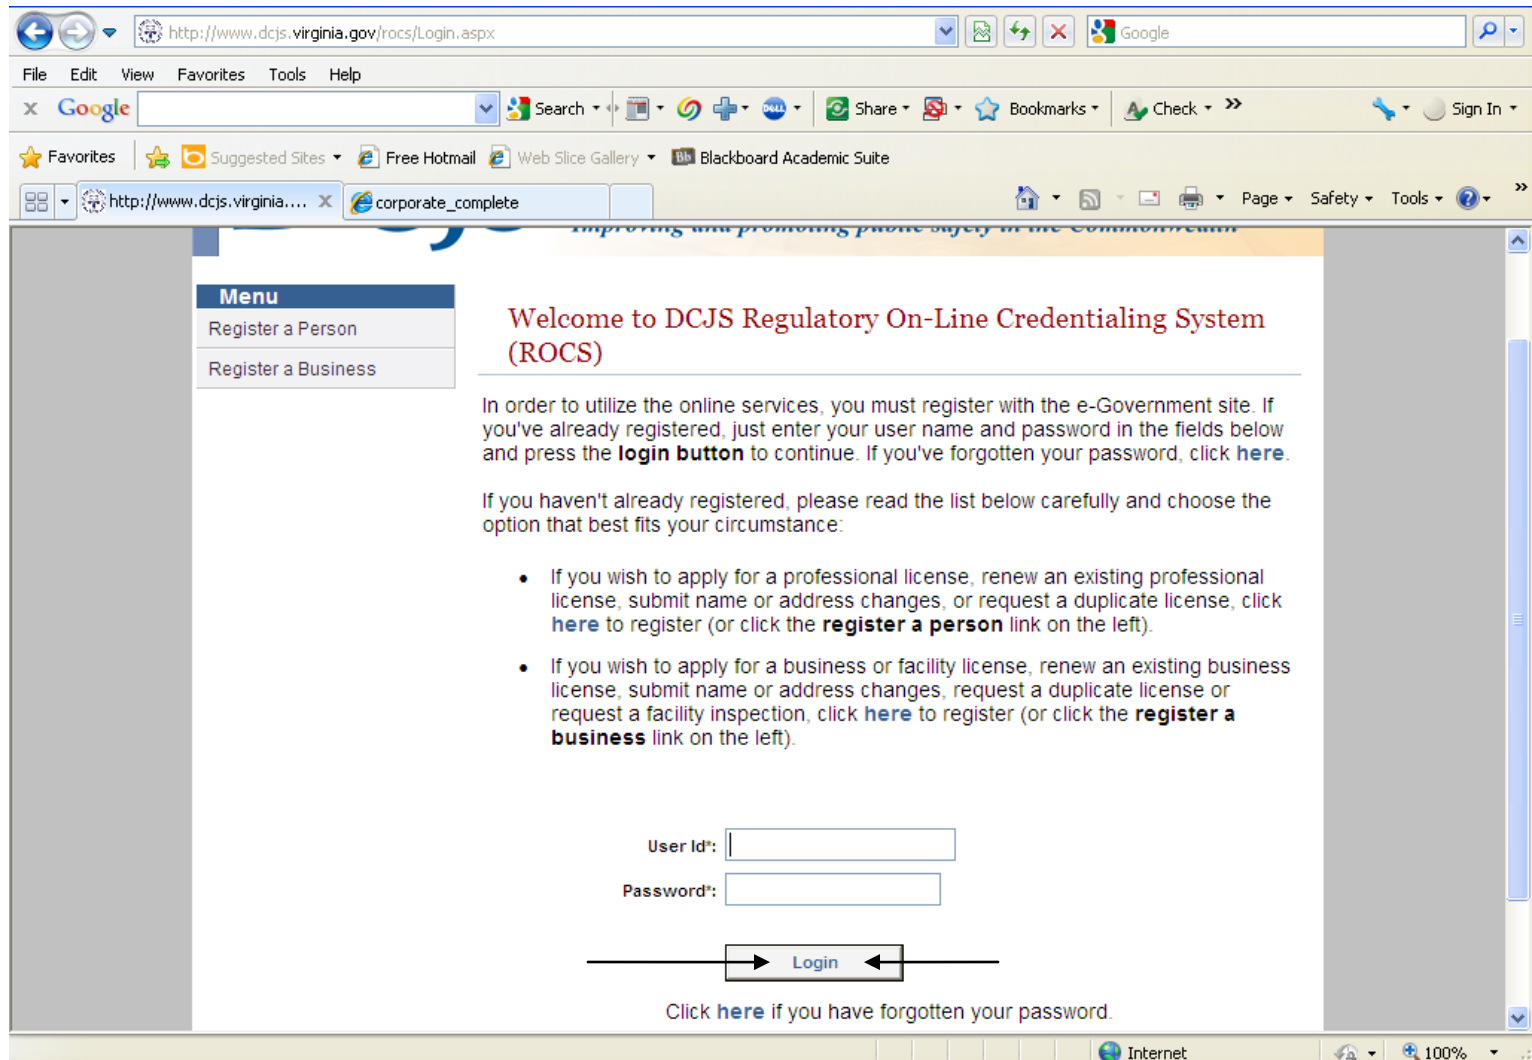 http://www.dcjs.virginia.gov/rocs/Login.aspx
Google
File Edit View Favorites Tools Help
x Google Search Share Bookmarks Check >> Sign In
Favorites Suggested Sites Free Hotmail Web Slice Gallery Bb Blackboard Academic Suite
http://www.dcjs.virginia.... X corporate_complete Page Safety Tools >>
Improving and promoting public safety in the Commonwealth
Menu
Register a Person
Register a Business
Welcome to DCJS Regulatory On-Line Credentialing System
(ROCS)
In order to utilize the online services, you must register with the e-Government site. If
you've already registered, just enter your user name and password in the fields below
and press the login button to continue. If you've forgotten your password, click here.
If you haven't already registered, please read the list below carefully and choose the
option that best fits your circumstance:
• If you wish to apply for a professional license, renew an existing professional
license, submit name or address changes, or request a duplicate license, click
here to register (or click the register a person link on the left).
• If you wish to apply for a business or facility license, renew an existing business
license, submit name or address changes, request a duplicate license or
request a facility inspection, click here to register (or click the register a
business link on the left).
User Id*:
Password*:
Login
Click here if you have forgotten your password.
Internet 100%